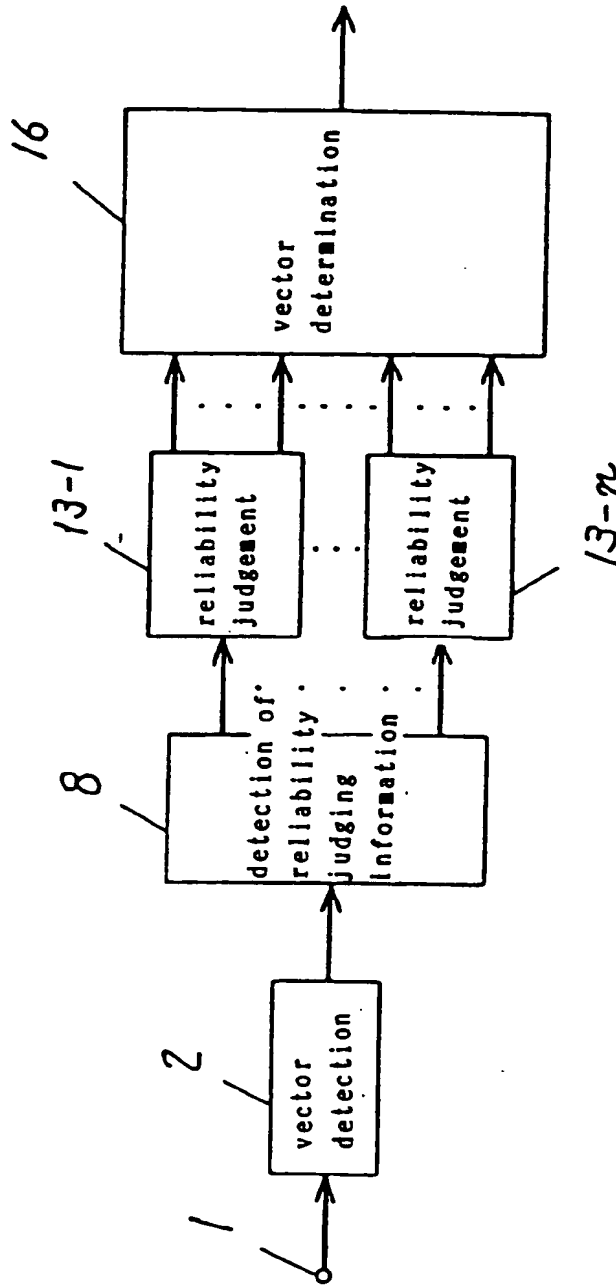 1
2
vector
detection
8
detection of
reliability
judging
information
13-1
reliability
judgement
13-n
reliability
judgement
16
vector
determination